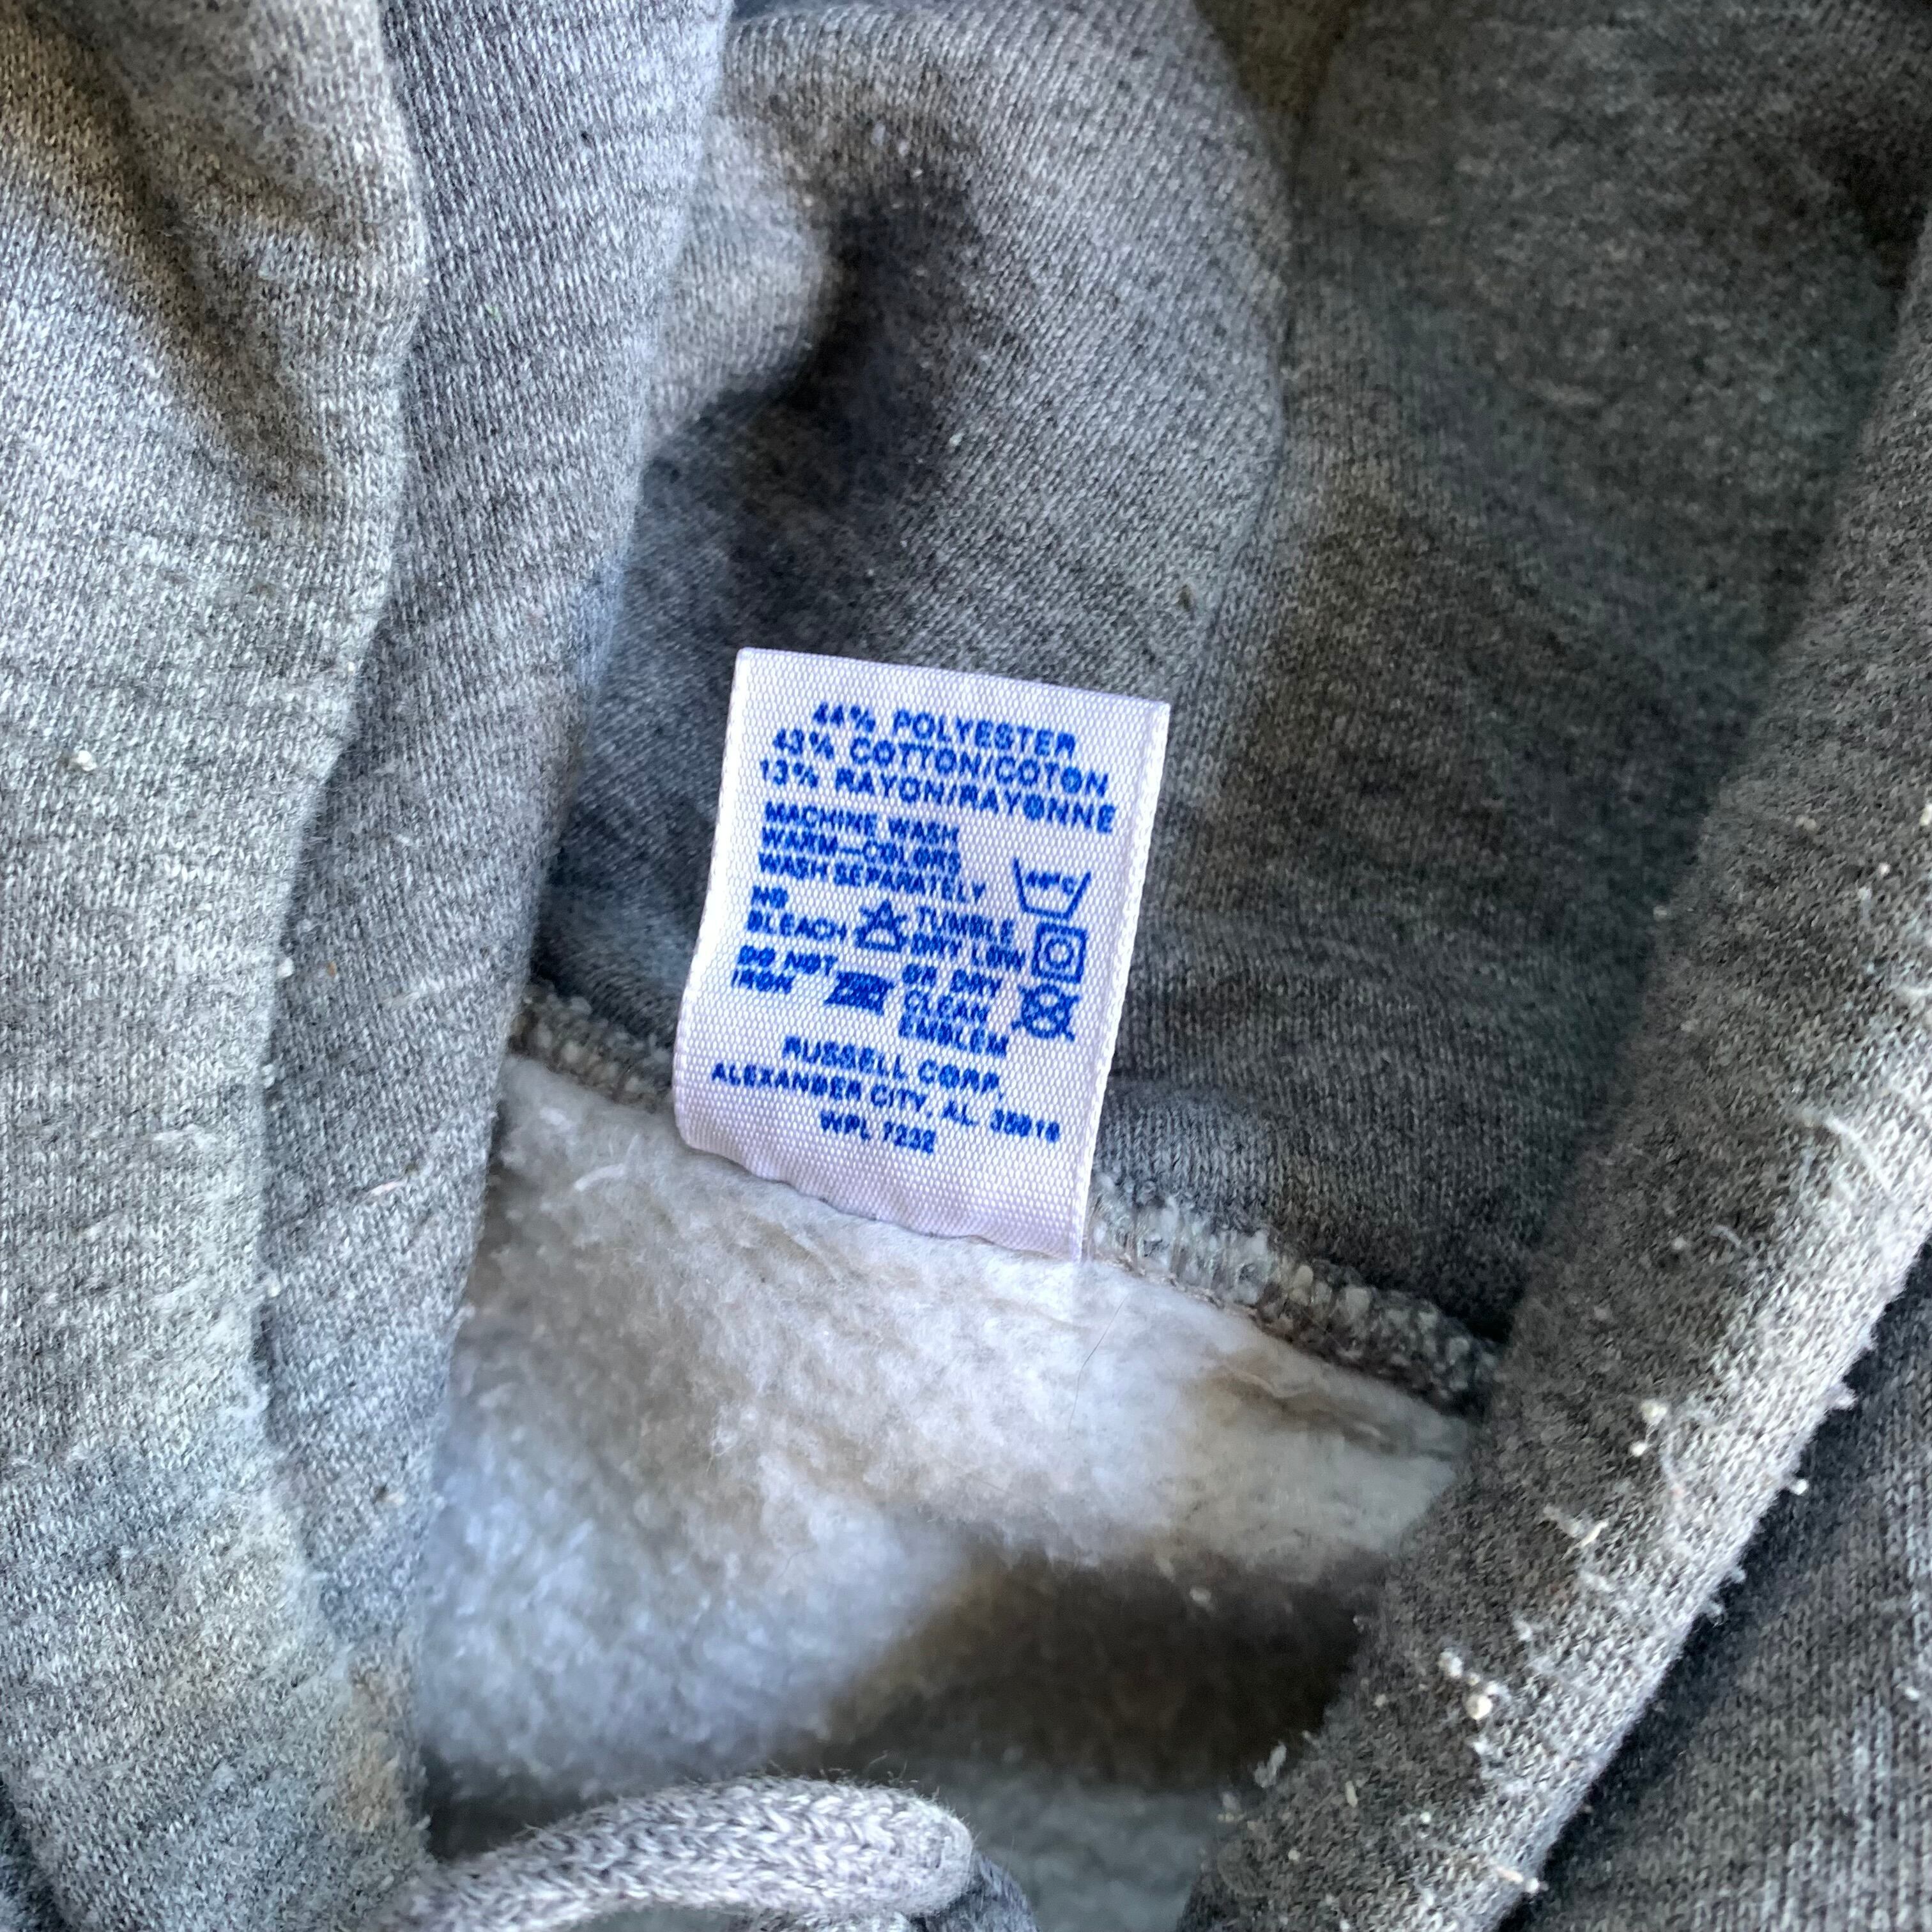 44% POLYESTER
43% COTTON/COTON
13% RAYON/RAYONNE
MACHINE WASH
WARM—COLORS
WASH SEPARATELY
NO
BLEACH
TUMBLE
DRY LOW
DO NOT
IRON
OR DRY
CLEAN
EMBLEM
RUSSELL CORP.
ALEXANDER CITY, AL. 35010
WPL 7232